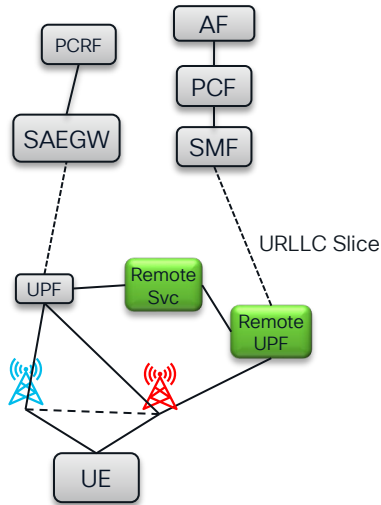 AF
PCRF
PCF
SAEGW
SMF
URLLC Slice
Remote
Svc
UPF
Remote
UPF
UE